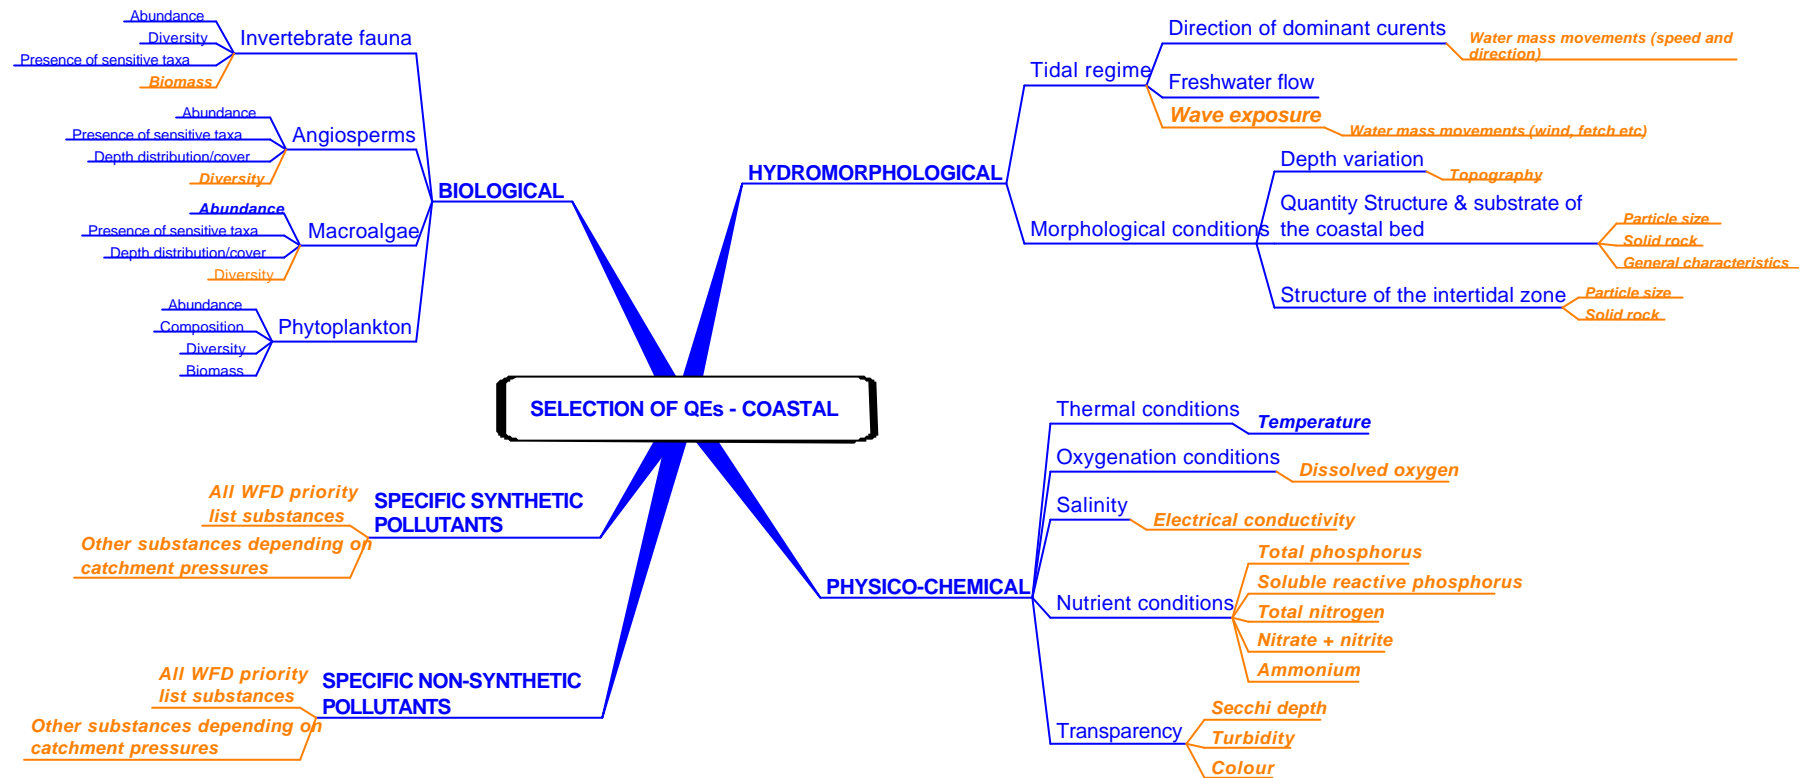 Abundance
Diversity
Presence of sensitive taxa
Biomass
Invertebrate fauna
Abundance
Presence of sensitive taxa
Depth distribution/cover
Diversity
Angiosperms
Abundance
Presence of sensitive taxa
Depth distribution/cover
Diversity
Macroalgae
Abundance
Composition
Diversity
Biomass
Phytoplankton
BIOLOGICAL
HYDROMORPHOLOGICAL
Tidal regime
Direction of dominant curents
Water mass movements (speed and
direction)
Freshwater flow
Wave exposure
Water mass movements (wind, fetch etc)
Morphological conditions
Depth variation
Topography
Quantity Structure & substrate of
the coastal bed
Particle size
Solid rock
General characteristics
Structure of the intertidal zone
Particle size
Solid rock
SELECTION OF QEs - COASTAL
SPECIFIC SYNTHETIC
POLLUTANTS
All WFD priority
list substances
Other substances depending on
catchment pressures
SPECIFIC NON-SYNTHETIC
POLLUTANTS
All WFD priority
list substances
Other substances depending on
catchment pressures
PHYSICO-CHEMICAL
Thermal conditions
Temperature
Oxygenation conditions
Dissolved oxygen
Salinity
Electrical conductivity
Nutrient conditions
Total phosphorus
Soluble reactive phosphorus
Total nitrogen
Nitrate + nitrite
Ammonium
Transparency
Secchi depth
Turbidity
Colour